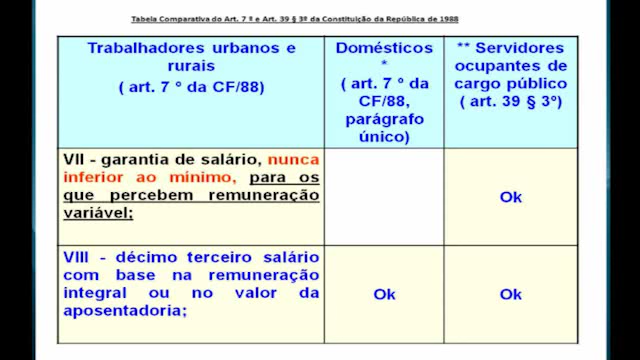 Tabela Comparativa do Art. 7 º e Art. 39 § 3º da Constituição da República de 1988
Trabalhadores urbanos e
rurais
( art. 7 ° da CF/88)
Domésticos
*
( art. 7 ° da
CF/88,
parágrafo
único)
** Servidores
ocupantes de
cargo público
( art. 39 § 3º)
VII - garantia de salário, nunca
inferior ao mínimo, para os
que percebem remuneração
variável;
Ok
VIII - décimo terceiro salário
com base na remuneração
integral ou no valor da
aposentadoria;
Ok
Ok